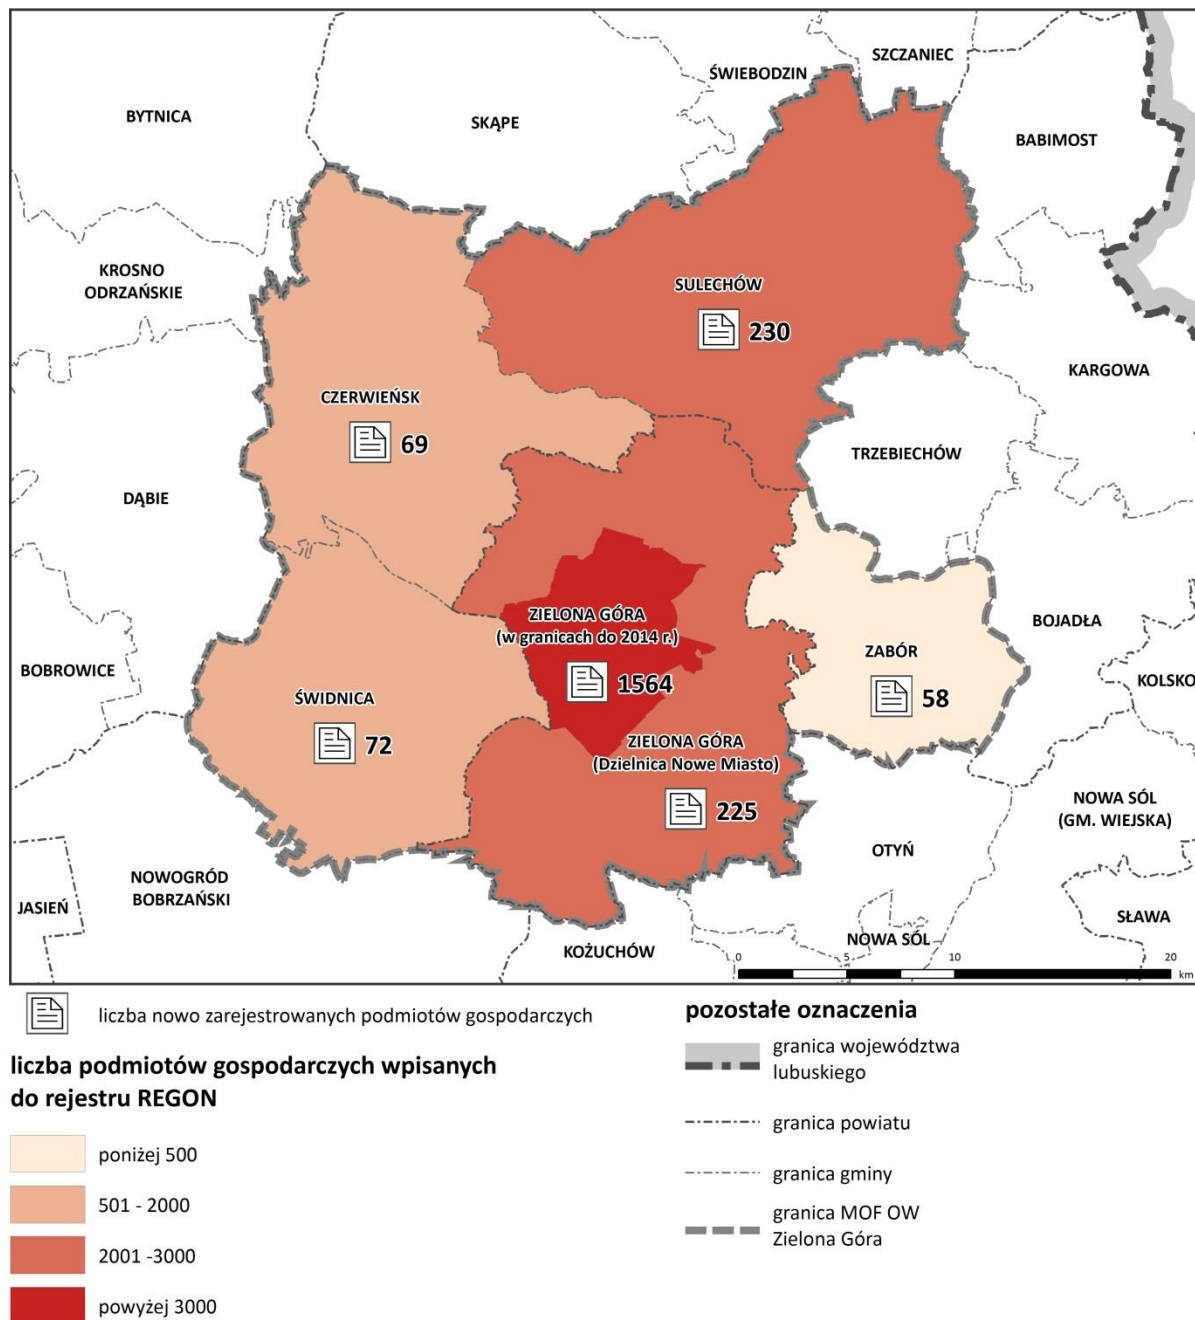 SZCZANIEC
ŚWIEBODZIN
BYTNICA
SKĄPE
BABIMOST
KROSNO
ODRZAŃSKIE
SULECHÓW
230
KARGOWA
CZERWIEŃSK
69
TRZEBIECHÓW
DĄBIE
ZIELONA GÓRA
(w granicach do 2014 r.)
1564
BOJADŁA
ZABÓR
58
BOBROWICE
KOLSKO
ŚWIDNICA
72
ZIELONA GÓRA
(Dzielnica Nowe Miasto)
225
NOWA SÓL
(GM. WIEJSKA)
OTYŃ
NOWOGRÓD
BOBRZAŃSKI
JASIEŃ
SŁAWA
KOŻUCHÓW
NOWA SÓL
0 5 10 20
km
liczba nowo zarejestrowanych podmiotów gospodarczych
liczba podmiotów gospodarczych wpisanych
do rejestru REGON
poniżej 500
501 - 2000
2001 -3000
powyżej 3000
pozostałe oznaczenia
granica województwa
lubuskiego
granica powiatu
granica gminy
granica MOF OW
Zielona Góra